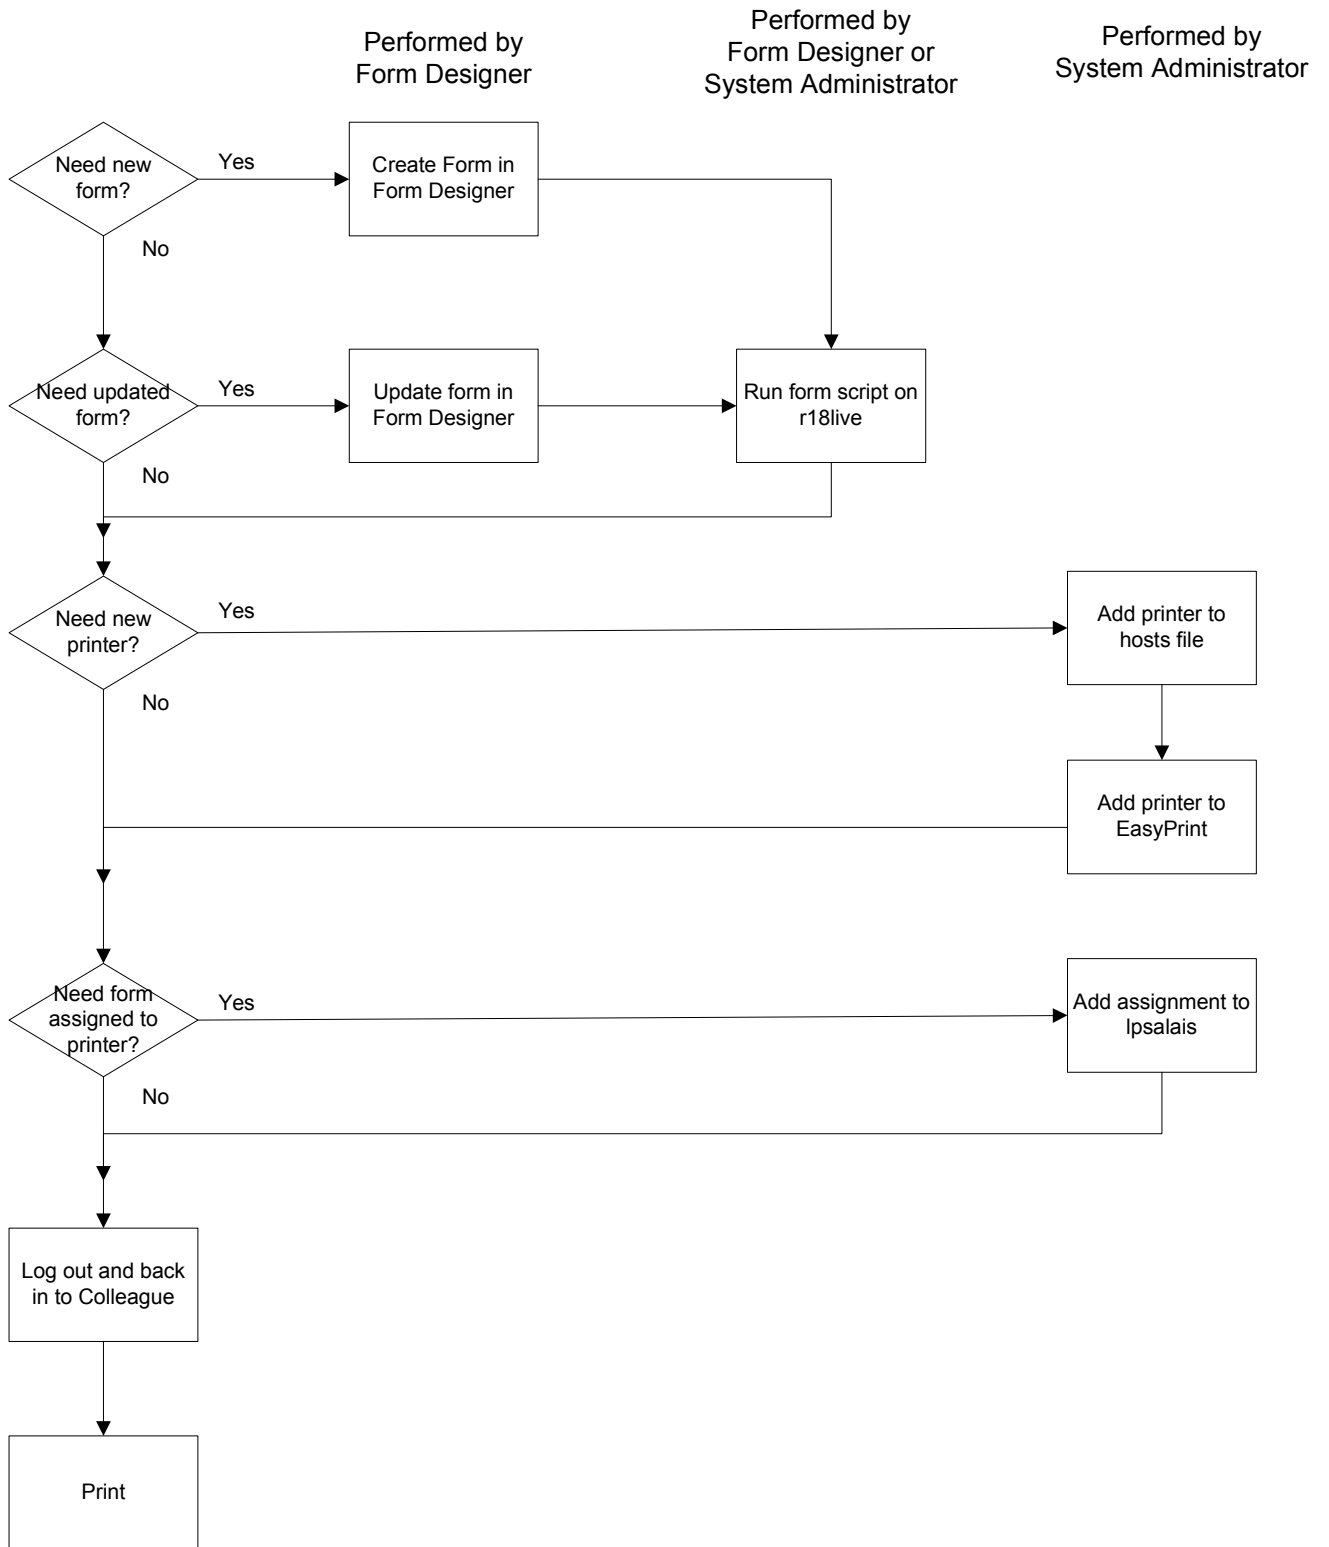 Performed by
Form Designer
Performed by
Form Designer or
System Administrator
Performed by
System Administrator
Need new
form?
Yes
Create Form in
Form Designer
No
Need updated
form?
Yes
Update form in
Form Designer
Run form script on
r18live
No
Need new
printer?
Yes
Add printer to
hosts file
No
Add printer to
EasyPrint
Need form
assigned to
printer?
Yes
Add assignment to
lpsalais
No
Log out and back
in to Colleague
Print